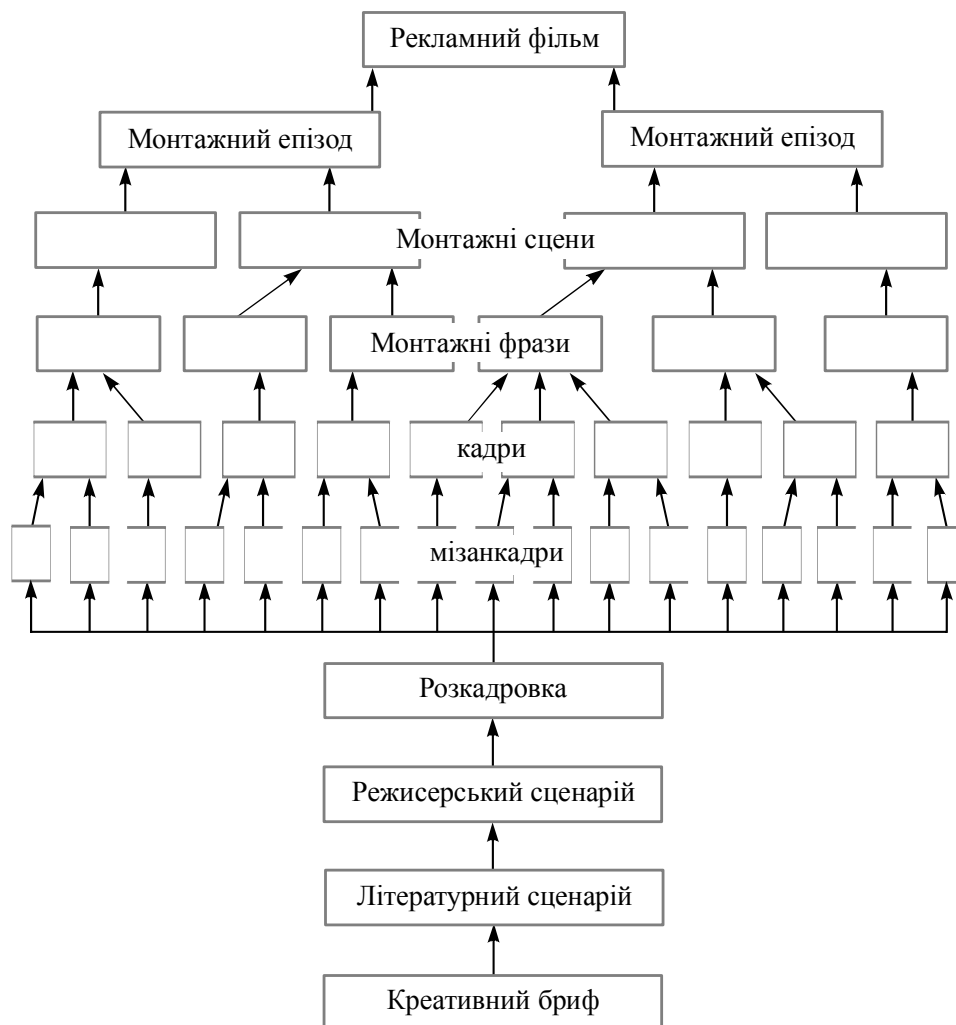 Рекламний фільм
Монтажний епізод
Монтажний епізод
Монтажні сцени
Монтажні фрази
кадри
мізанкадри
Розкадровка
Режисерський сценарій
Літературний сценарій
Креативний бриф